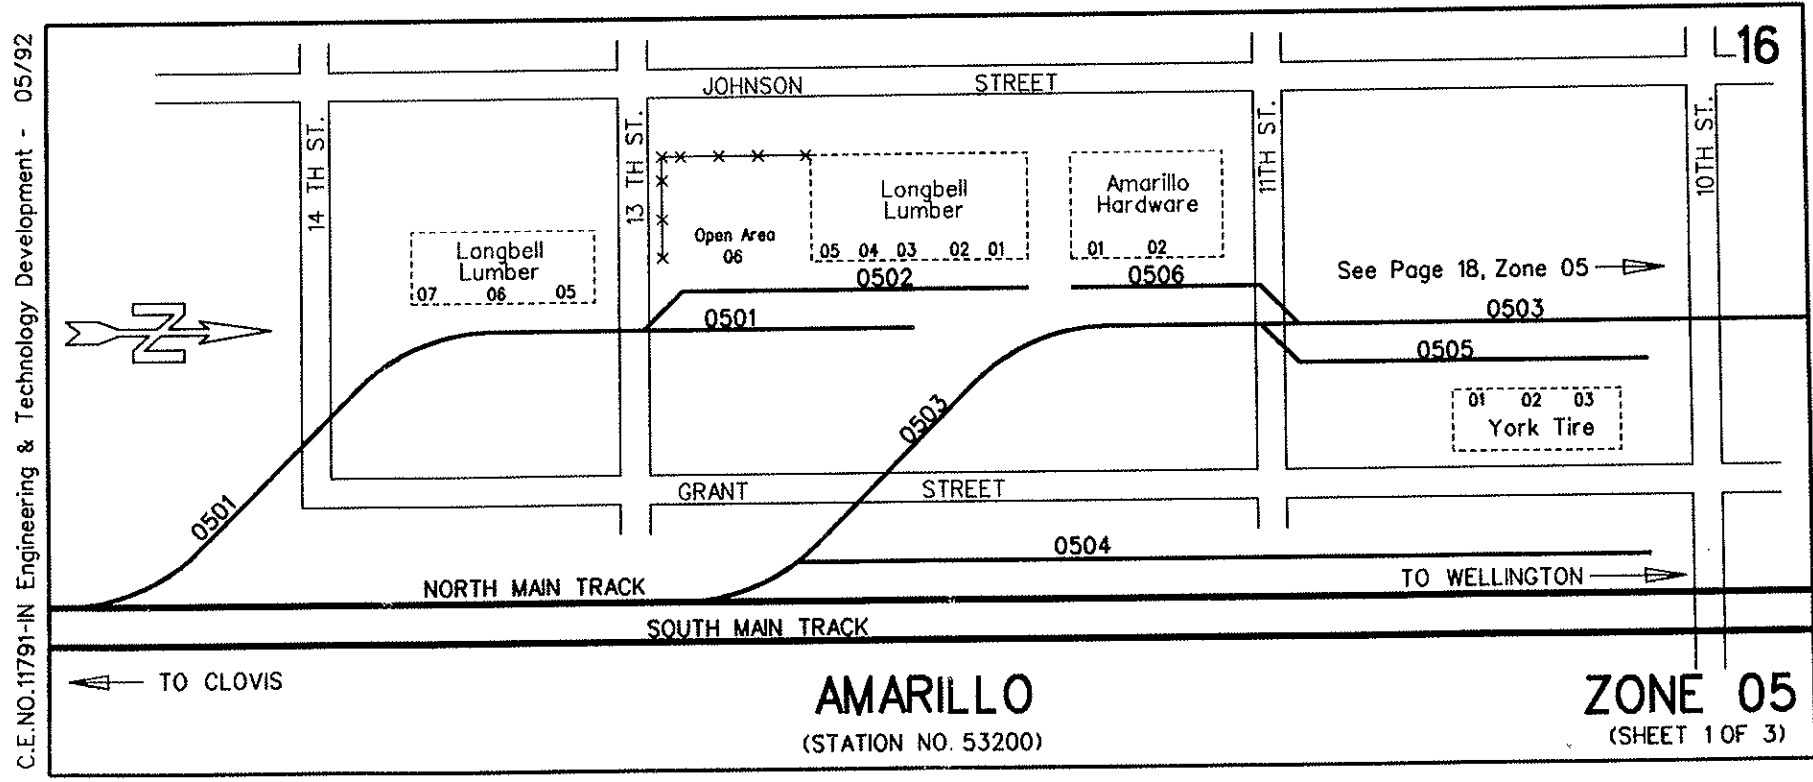 C.E.NO.11791-IN Engineering & Technology Development - 05/92
16
JOHNSON STREET
14 TH ST.
13 TH ST.
11TH ST.
10TH ST.
Longbell
Lumber
07 06 05
Open Area
06
Longbell
Lumber
05 04 03 02 01
Amarillo
Hardware
01 02
0502
0506
See Page 18, Zone 05
0501
0503
0505
N
0503
01 02 03
York Tire
0501
GRANT STREET
0504
NORTH MAIN TRACK
TO WELLINGTON
SOUTH MAIN TRACK
TO CLOVIS
AMARILLO
(STATION NO. 53200)
ZONE 05
(SHEET 1 OF 3)